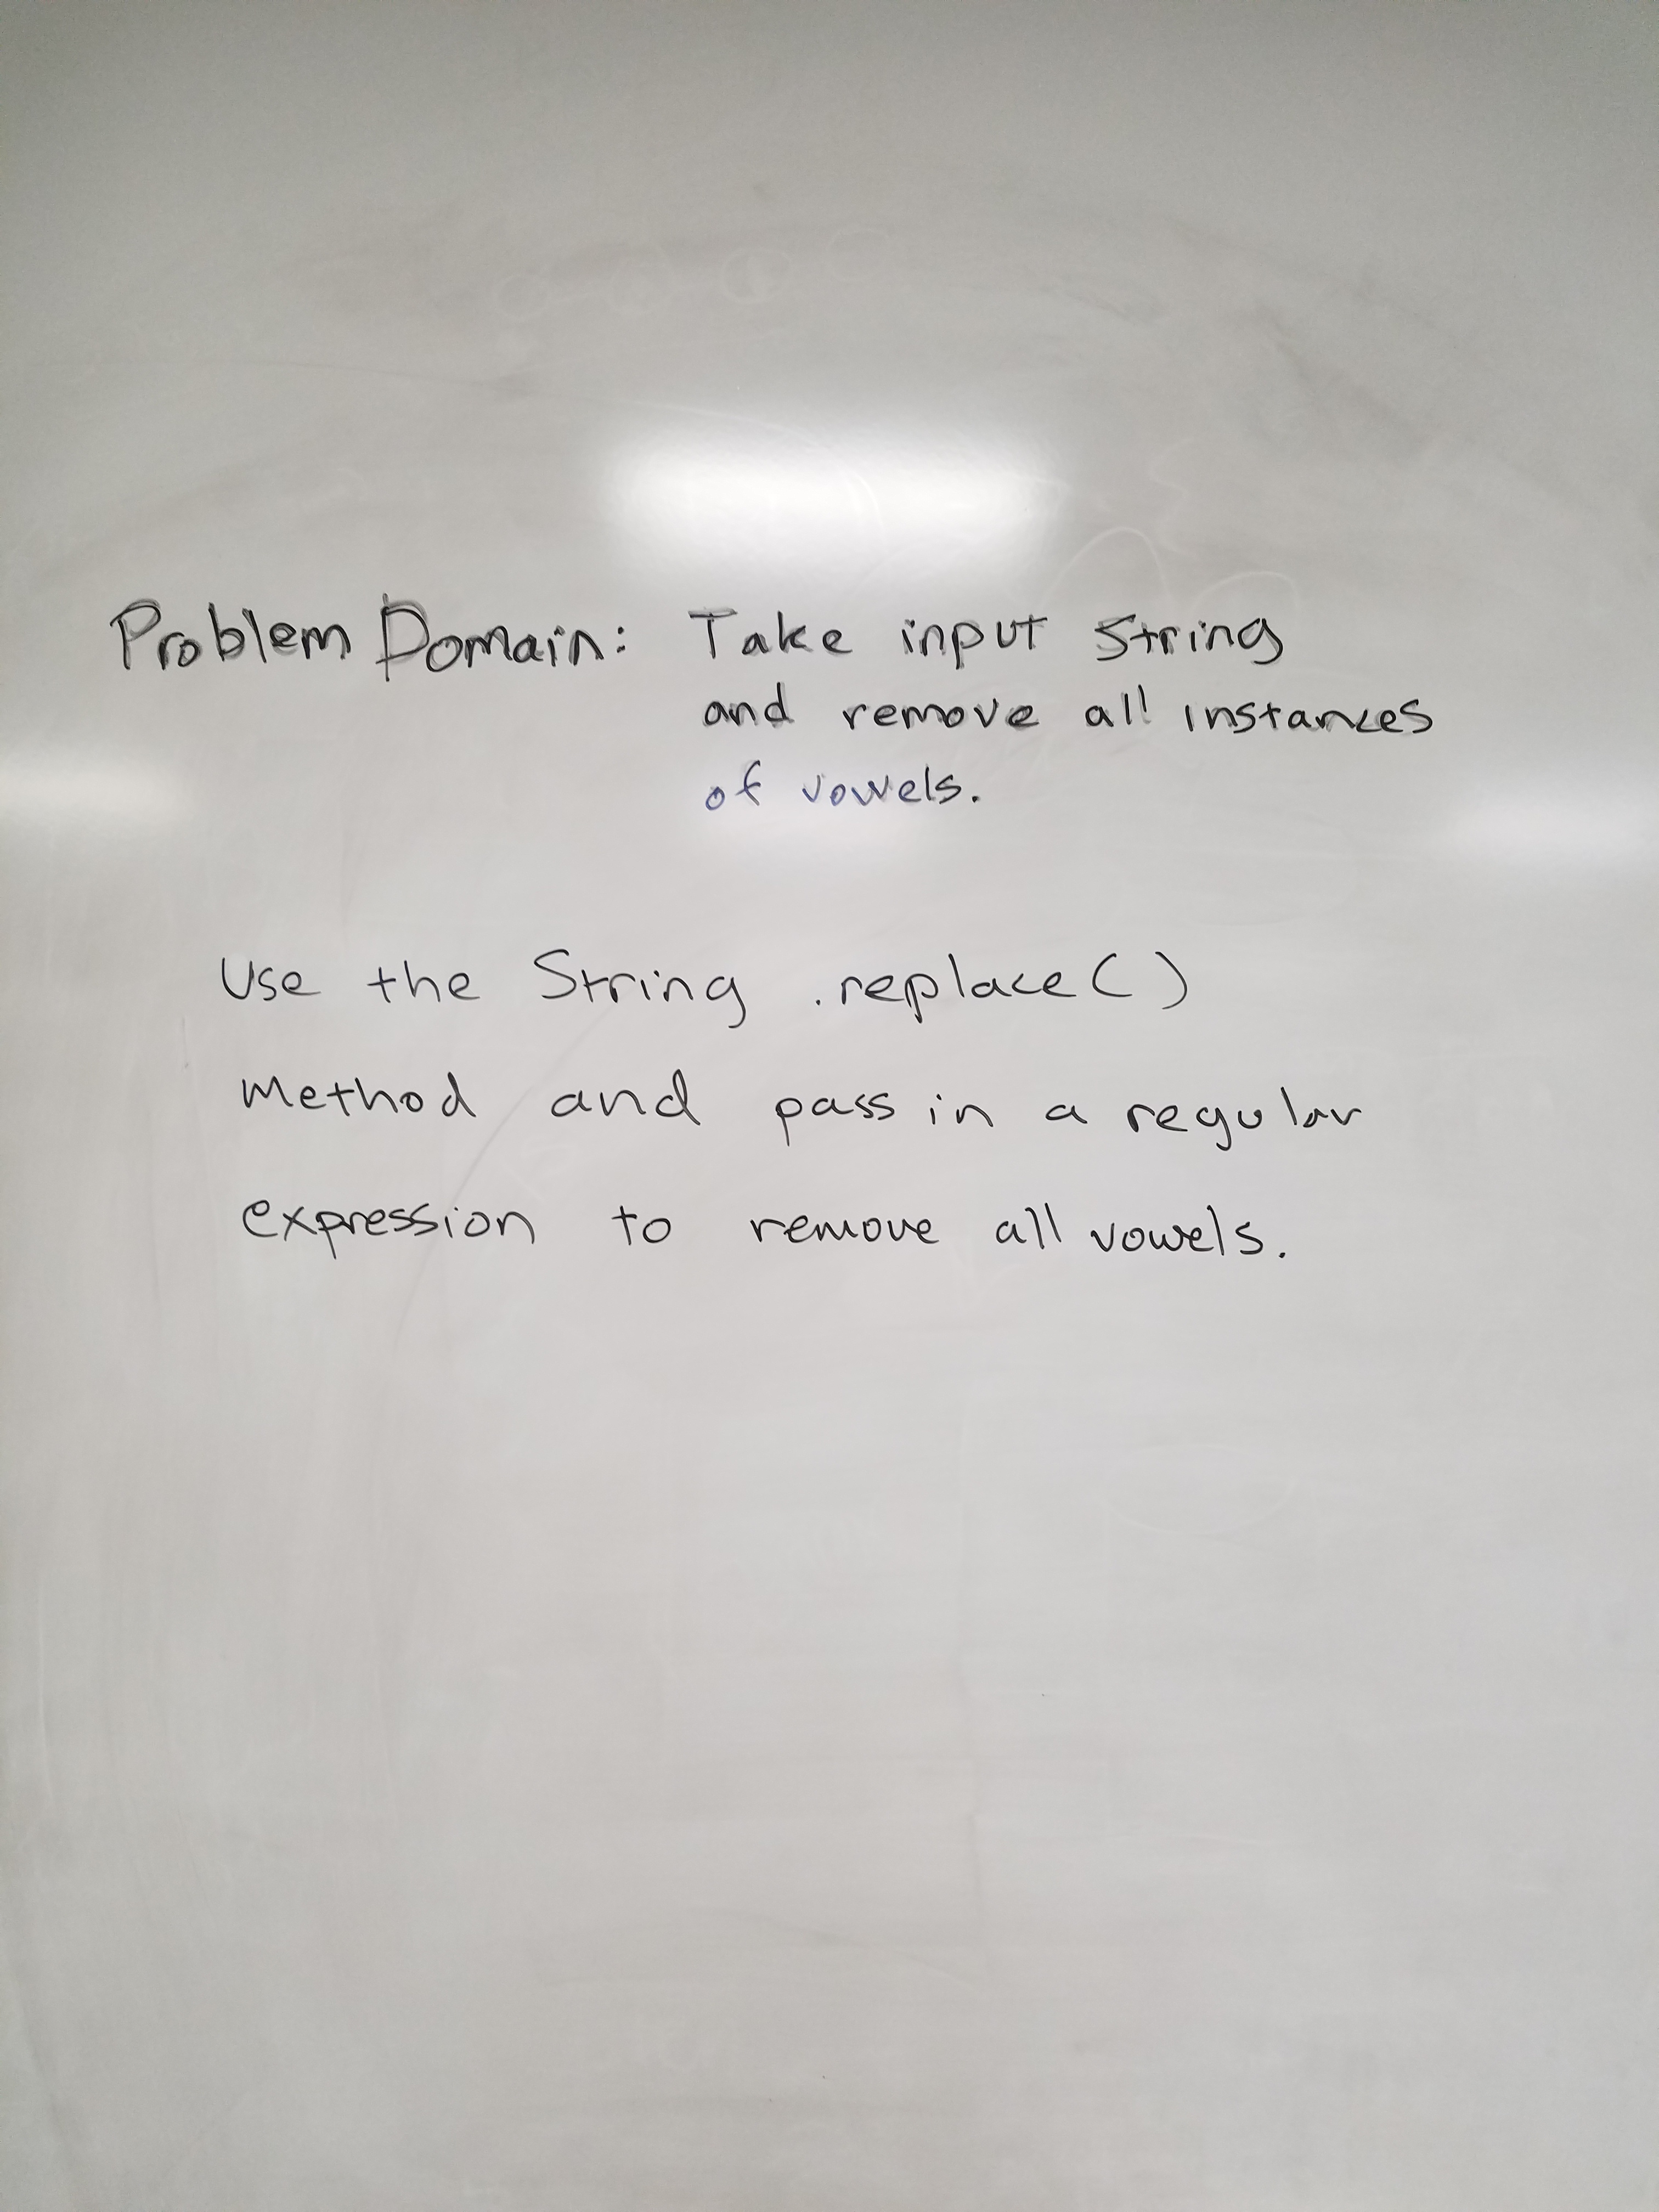 Problem Domain: Take input String
and remove all instances
of vowels.
Use the String .replace()
Method and pass in a regular
expression to remove all vowels.